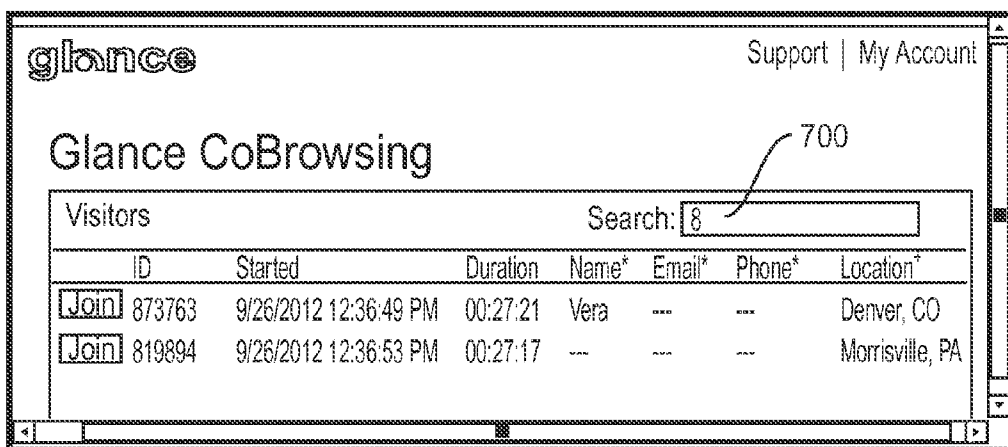 glance
Support | My Account
Glance CoBrowsing
700
Visitors Search: 8
ID Started Duration Name* Email* Phone* Location+
Join 873763 9/26/2012 12:36:49 PM 00:27:21 Vera --- --- Denver, CO
Join 819894 9/26/2012 12:36:53 PM 00:27:17 --- --- --- Morrisville, PA